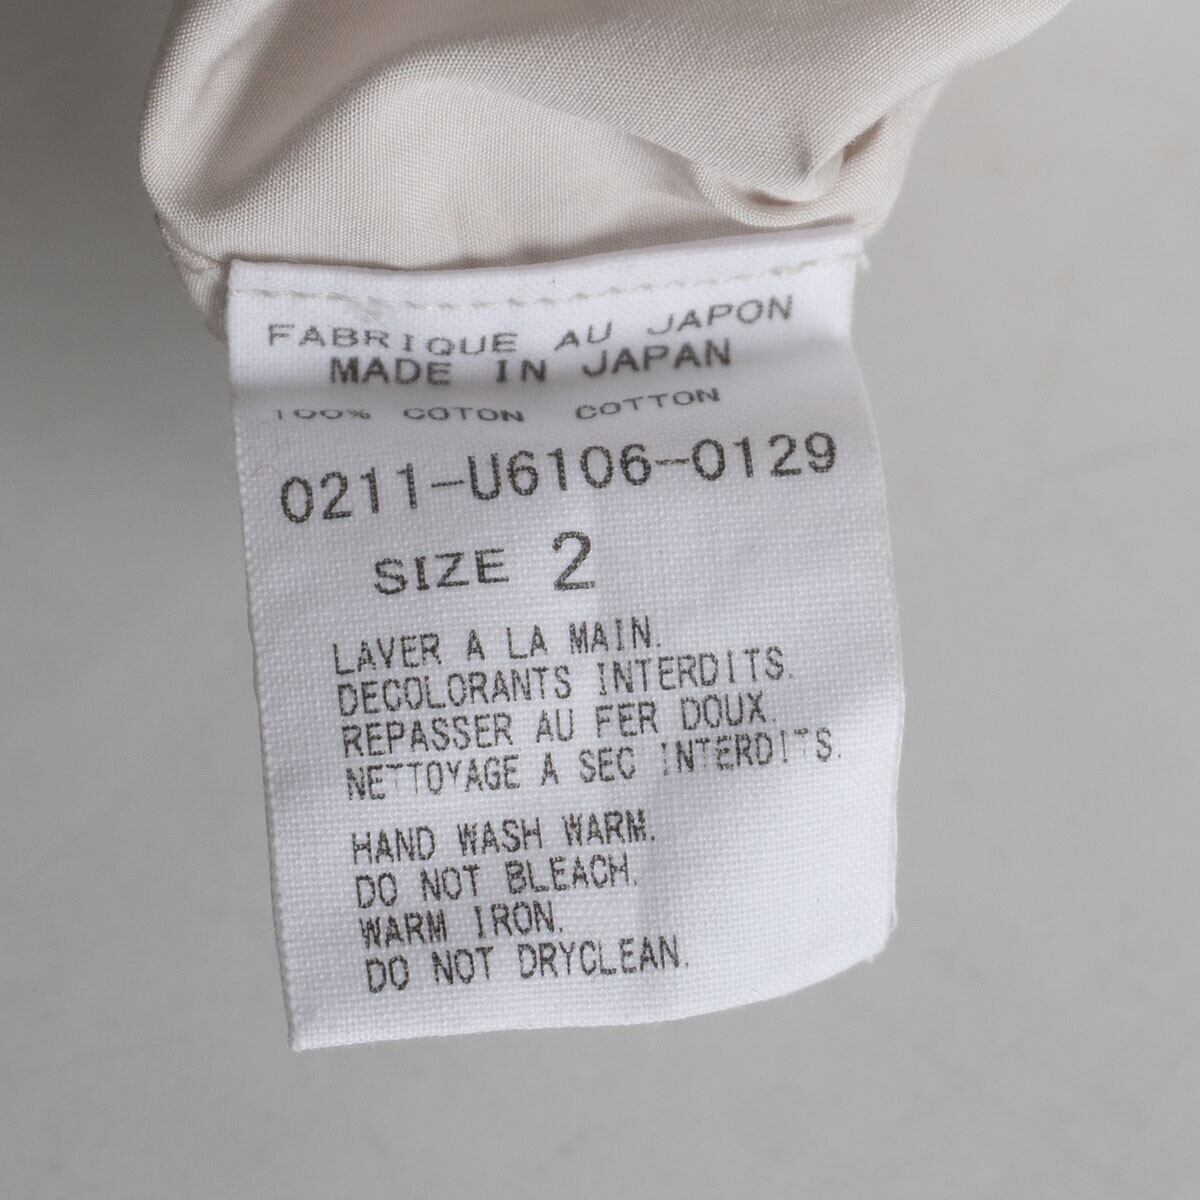 FABRIQUE AU JAPON
MADE IN JAPAN
100% COTON COTTON
0211-U6106-0129
SIZE 2
LAVER A LA MAIN.
DECOLORANTS INTERDITS.
REPASSER AU FER DOUX.
NETTOYAGE A SEC INTERDITS.
HAND WASH WARM.
DO NOT BLEACH.
WARM IRON.
DO NOT DRYCLEAN.